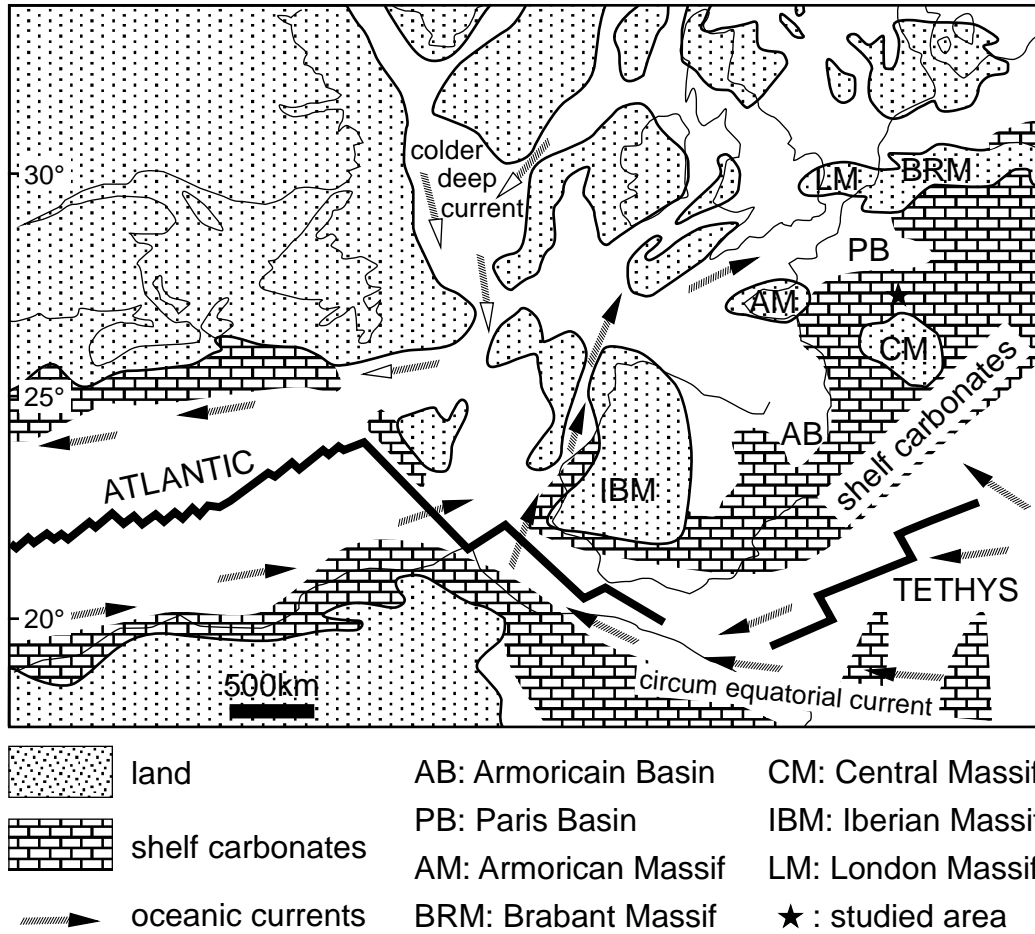 colder
deep
current
30°
LM
BRM
PB
AM
CM
25°
AB
shelf carbonates
ATLANTIC
IBM
20°
TETHYS
500km
circum equatorial current
land
shelf carbonates
oceanic currents
AB: Armoricain Basin
PB: Paris Basin
AM: Armorican Massif
BRM: Brabant Massif
CM: Central Massif
IBM: Iberian Massif
LM: London Massif
★ : studied area